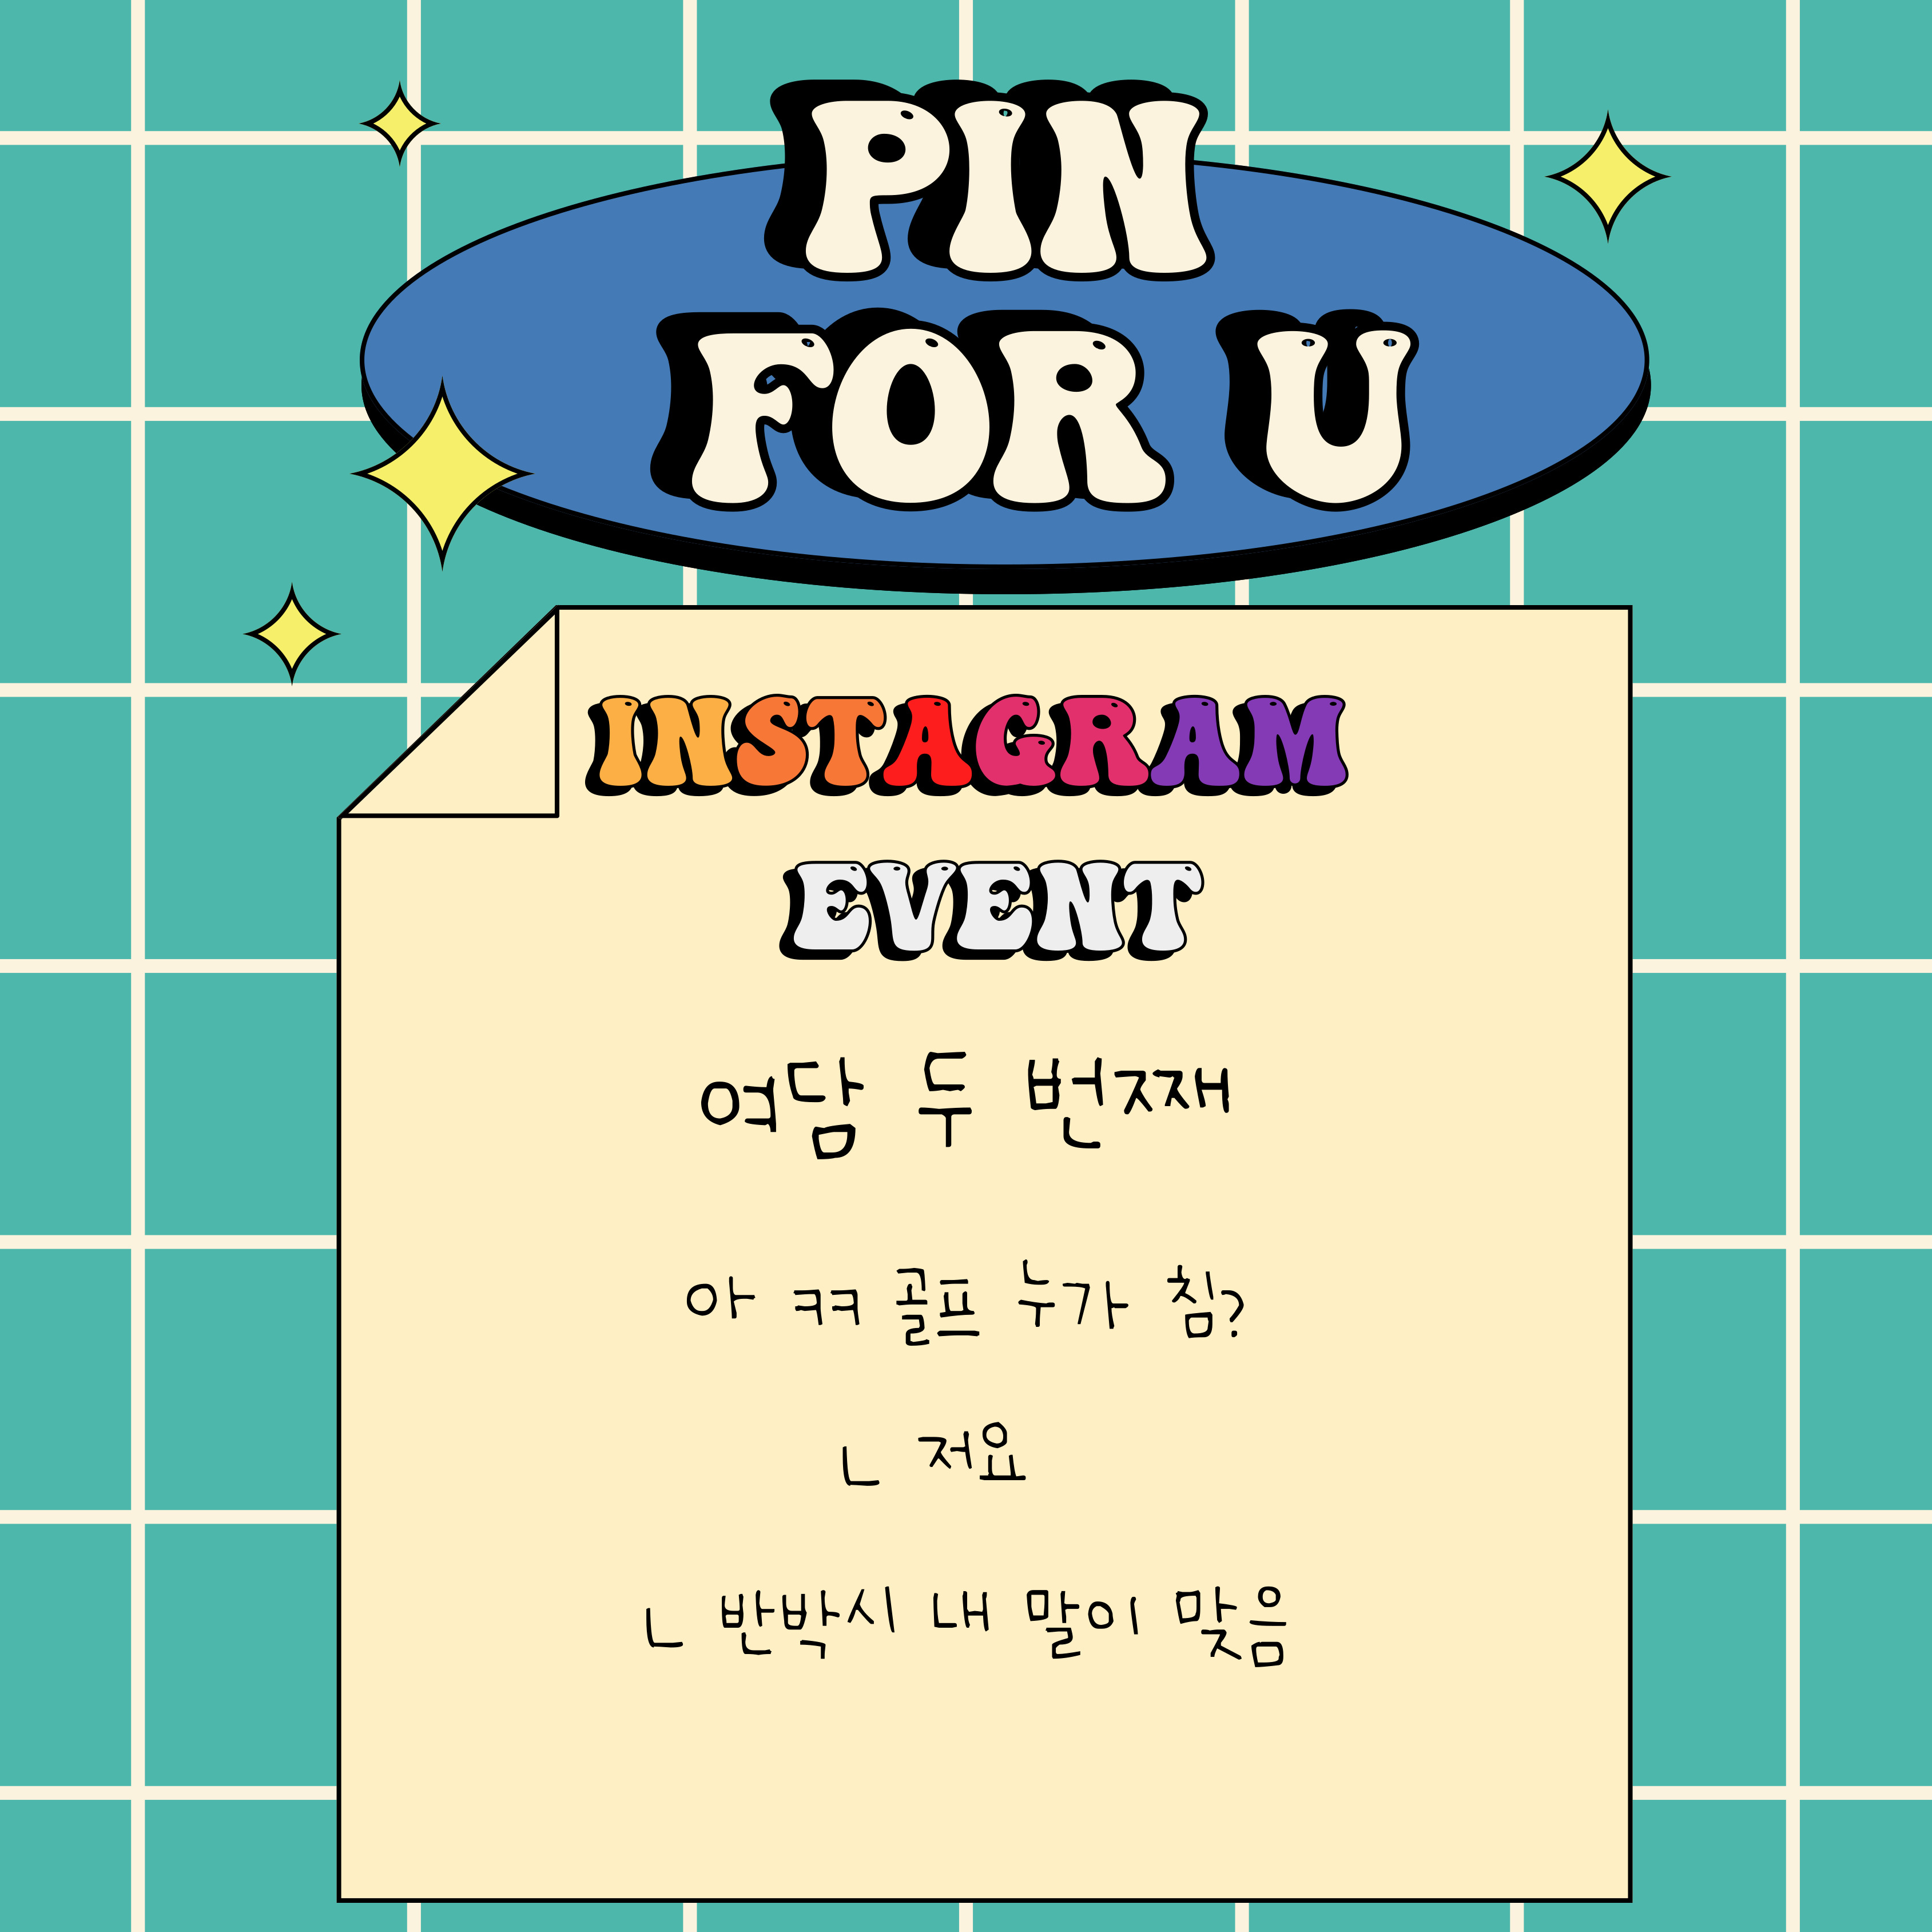 PIN
FOR U
INSTAGRAM
EVENT
여담 두 번째
아 ㅋㅋ 골프 누가 침?
ㄴ 재요
ㄴ 반박시 내 말이 맞음